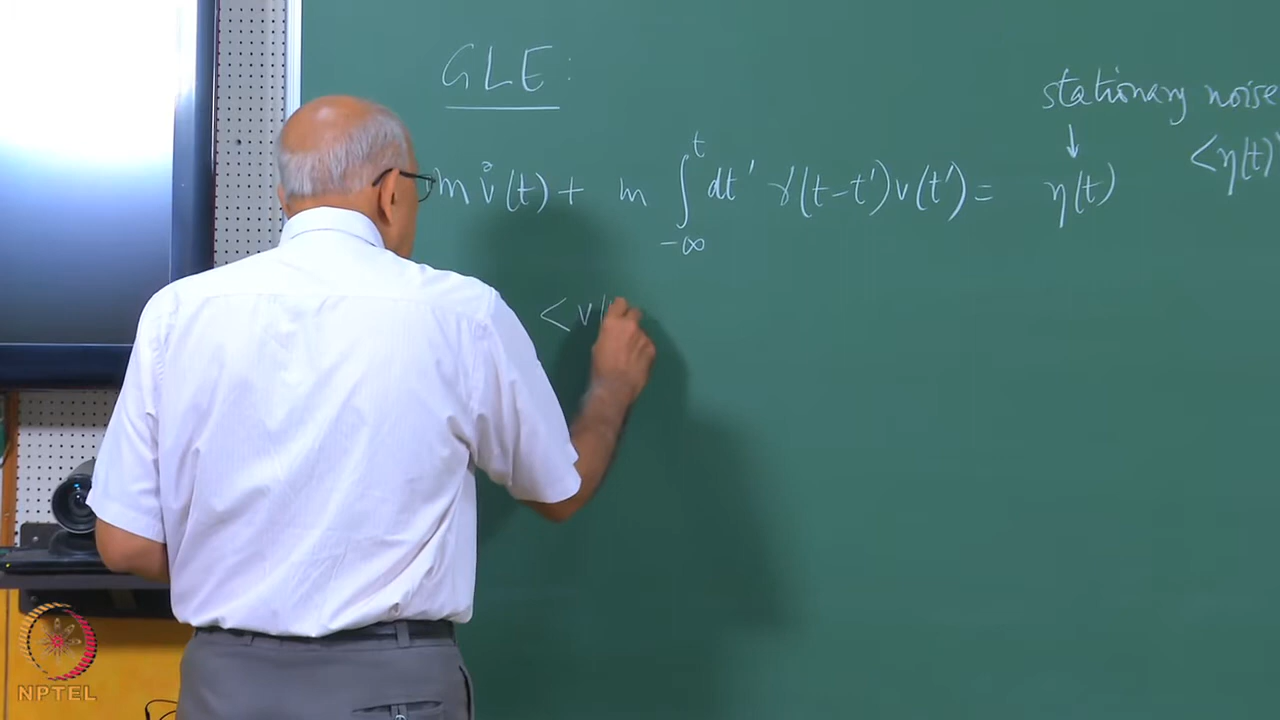 GLE :
stationary noise
↓
m v̇(t) + m ∫_{-∞}^{t} dt' γ(t-t') v(t') = η(t)
<η(t)
<v(
NPTEL